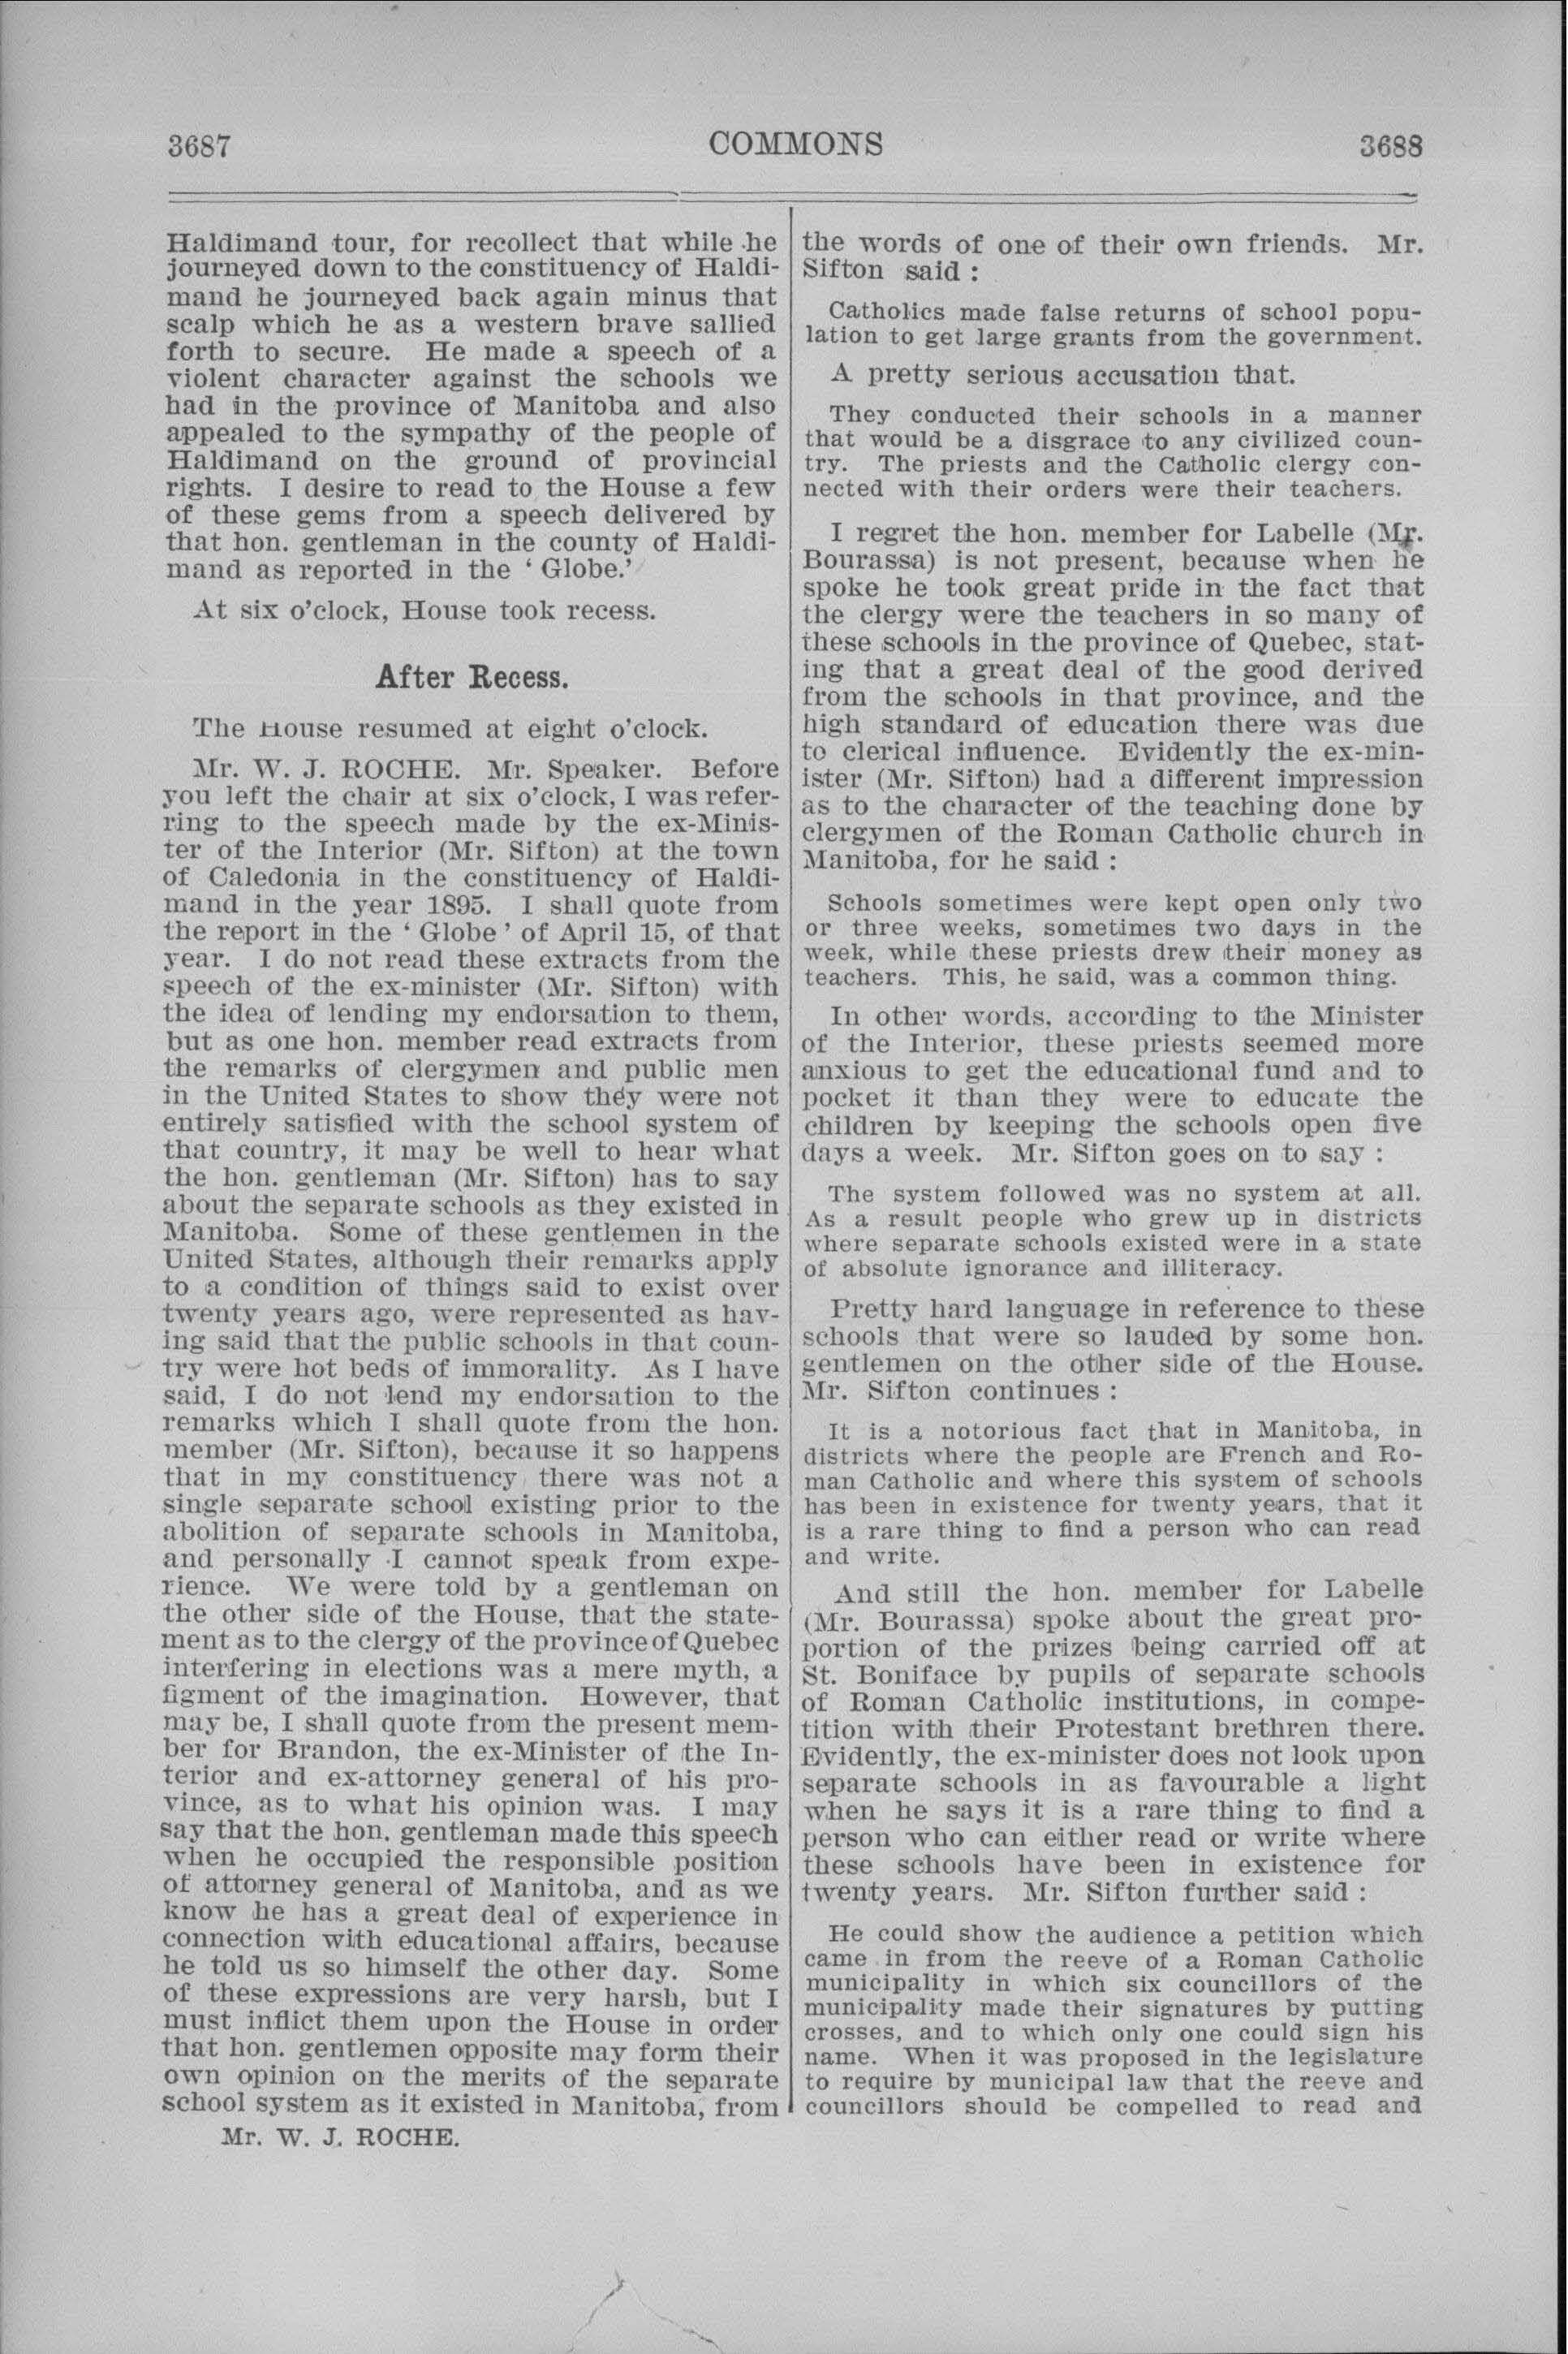 3687
COMMONS
3688
Haldimand tour, for recollect that while he
journeyed down to the constituency of Haldi-
mand he journeyed back again minus that
scalp which he as a western brave sallied
forth to secure. He made a speech of a
violent character against the schools we
had in the province of Manitoba and also
appealed to the sympathy of the people of
Haldimand on the ground of provincial
rights. I desire to read to the House a few
of these gems from a speech delivered by
that hon. gentleman in the county of Haldi-
mand as reported in the ‘ Globe.’
At six o’clock, House took recess.
After Recess.
The House resumed at eight o’clock.
Mr. W. J. ROCHE. Mr. Speaker. Before
you left the chair at six o’clock, I was refer-
ring to the speech made by the ex-Minis-
ter of the Interior (Mr. Sifton) at the town
of Caledonia in the constituency of Haldi-
mand in the year 1895. I shall quote from
the report in the ‘ Globe ’ of April 15, of that
year. I do not read these extracts from the
speech of the ex-minister (Mr. Sifton) with
the idea of lending my endorsation to them,
but as one hon. member read extracts from
the remarks of clergymen and public men
in the United States to show they were not
entirely satisfied with the school system of
that country, it may be well to hear what
the hon. gentleman (Mr. Sifton) has to say
about the separate schools as they existed in
Manitoba. Some of these gentlemen in the
United States, although their remarks apply
to a condition of things said to exist over
twenty years ago, were represented as hav-
ing said that the public schools in that coun-
try were hot beds of immorality. As I have
said, I do not lend my endorsation to the
remarks which I shall quote from the hon.
member (Mr. Sifton), because it so happens
that in my constituency there was not a
single separate school existing prior to the
abolition of separate schools in Manitoba,
and personally I cannot speak from expe-
rience. We were told by a gentleman on
the other side of the House, that the state-
ment as to the clergy of the province of Quebec
interfering in elections was a mere myth, a
figment of the imagination. However, that
may be, I shall quote from the present mem-
ber for Brandon, the ex-Minister of the In-
terior and ex-attorney general of his pro-
vince, as to what his opinion was. I may
say that the hon. gentleman made this speech
when he occupied the responsible position
of attorney general of Manitoba, and as we
know he has a great deal of experience in
connection with educational affairs, because
he told us so himself the other day. Some
of these expressions are very harsh, but I
must inflict them upon the House in order
that hon. gentlemen opposite may form their
own opinion on the merits of the separate
school system as it existed in Manitoba, from
Mr. W. J. ROCHE.
the words of one of their own friends. Mr.
Sifton said :
Catholics made false returns of school popu-
lation to get large grants from the government.
A pretty serious accusation that.
They conducted their schools in a manner
that would be a disgrace to any civilized coun-
try. The priests and the Catholic clergy con-
nected with their orders were their teachers.
I regret the hon. member for Labelle (Mr.
Bourassa) is not present, because when he
spoke he took great pride in the fact that
the clergy were the teachers in so many of
these schools in the province of Quebec, stat-
ing that a great deal of the good derived
from the schools in that province, and the
high standard of education there was due
to clerical influence. Evidently the ex-min-
ister (Mr. Sifton) had a different impression
as to the character of the teaching done by
clergymen of the Roman Catholic church in
Manitoba, for he said :
Schools sometimes were kept open only two
or three weeks, sometimes two days in the
week, while these priests drew their money as
teachers. This, he said, was a common thing.
In other words, according to the Minister
of the Interior, these priests seemed more
anxious to get the educational fund and to
pocket it than they were to educate the
children by keeping the schools open five
days a week. Mr. Sifton goes on to say :
The system followed was no system at all.
As a result people who grew up in districts
where separate schools existed were in a state
of absolute ignorance and illiteracy.
Pretty hard language in reference to these
schools that were so lauded by some hon.
gentlemen on the other side of the House.
Mr. Sifton continues :
It is a notorious fact that in Manitoba, in
districts where the people are French and Ro-
man Catholic and where this system of schools
has been in existence for twenty years, that it
is a rare thing to find a person who can read
and write.
And still the hon. member for Labelle
(Mr. Bourassa) spoke about the great pro-
portion of the prizes being carried off at
St. Boniface by pupils of separate schools
of Roman Catholic institutions, in compe-
tition with their Protestant brethren there.
Evidently, the ex-minister does not look upon
separate schools in as favourable a light
when he says it is a rare thing to find a
person who can either read or write where
these schools have been in existence for
twenty years. Mr. Sifton further said :
He could show the audience a petition which
came in from the reeve of a Roman Catholic
municipality in which six councillors of the
municipality made their signatures by putting
crosses, and to which only one could sign his
name. When it was proposed in the legislature
to require by municipal law that the reeve and
councillors should be compelled to read and